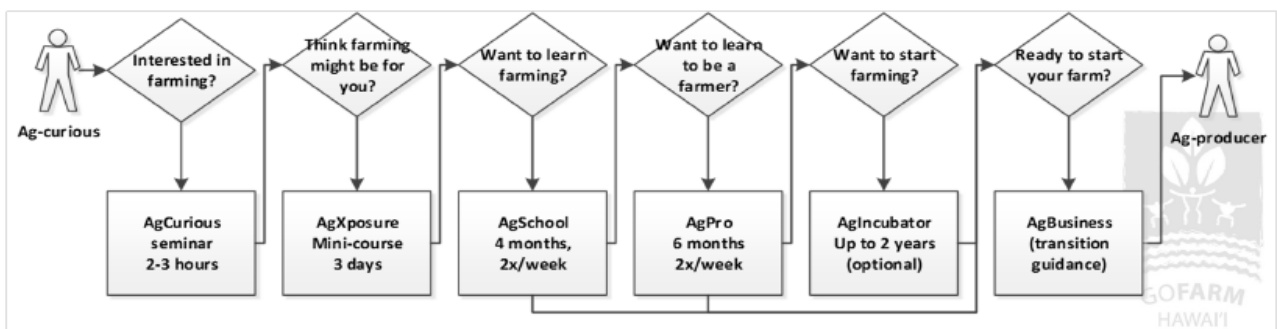 Interested in
farming?
Think farming
might be for
you?
Want to learn
farming?
Want to learn
to be a
farmer?
Want to start
farming?
Ready to start
your farm?
Ag-curious
Ag-producer
AgCurious
seminar
2-3 hours
AgXposure
Mini-course
3 days
AgSchool
4 months,
2x/week
AgPro
6 months
2x/week
AgIncubator
Up to 2 years
(optional)
AgBusiness
(transition
guidance)
GOFARM
HAWAI'I